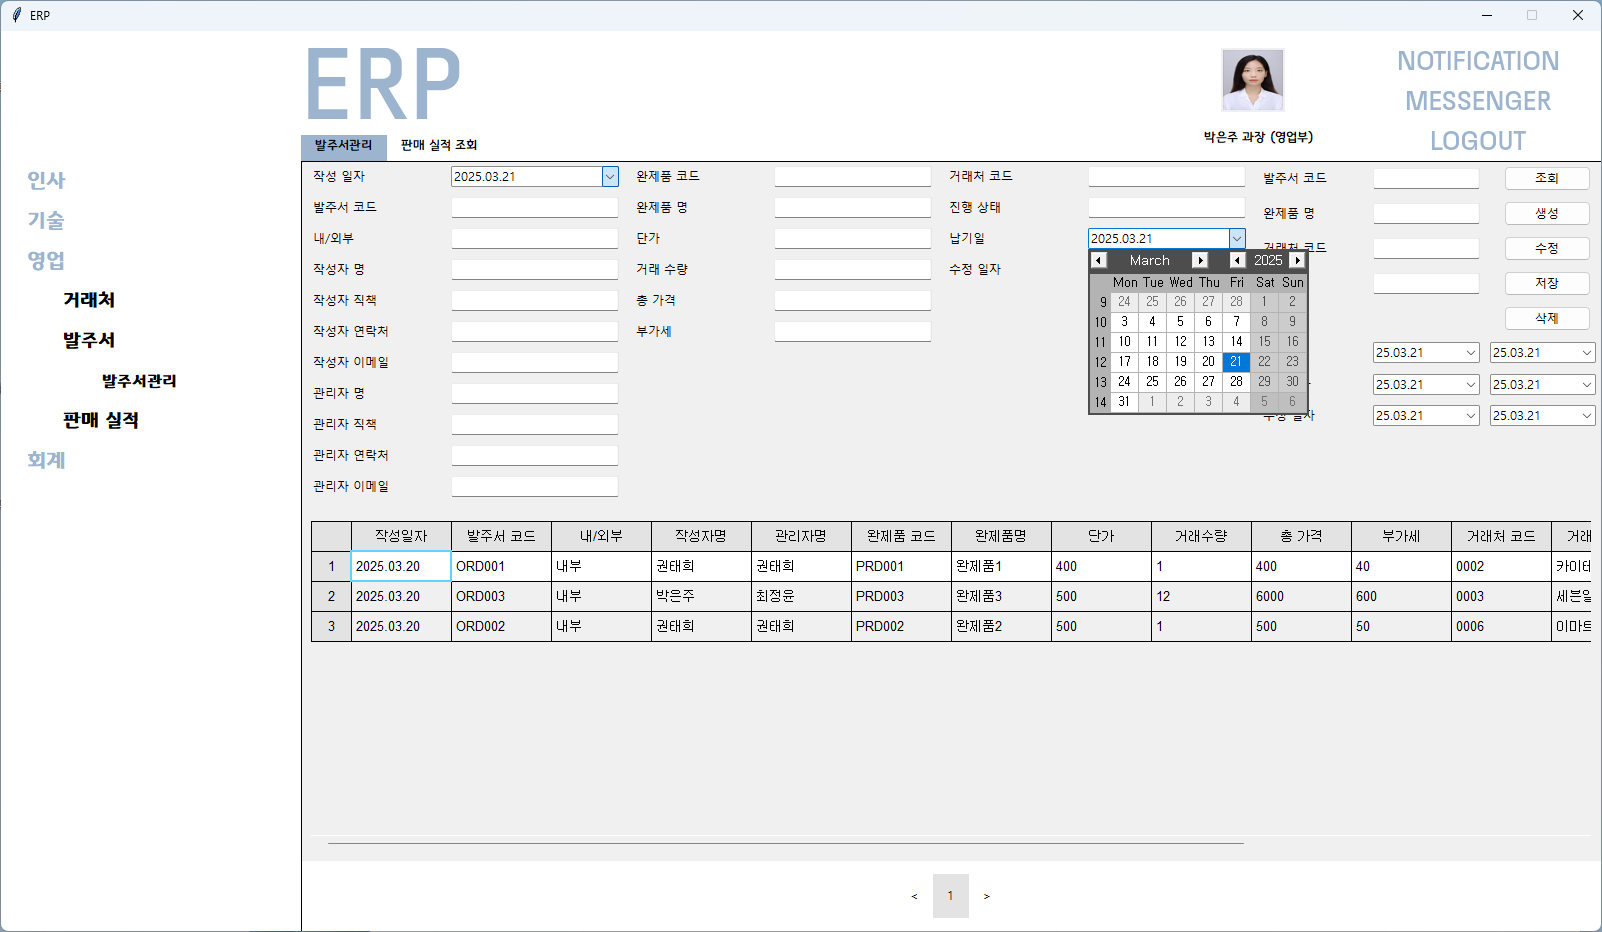 ERP
ERP
NOTIFICATION
MESSENGER
LOGOUT
박은주 과장 (영업부)
발주서관리 판매 실적 조회
인사
기술
영업
거래처
발주서
발주서관리
판매 실적
회계
작성 일자 2025.03.21 완제품 코드 거래처 코드 발주서 코드 조회
발주서 코드 완제품 명 진행 상태 완제품 명 생성
내/외부 단가 납기일 2025.03.21 거래처 코드 수정
작성자 명 거래 수량 수정 일자 저장
작성자 직책 총 가격 삭제
작성자 연락처 부가세
작성자 이메일
관리자 명
관리자 직책
관리자 연락처
관리자 이메일
March 2025
Mon Tue Wed Thu Fri Sat Sun
9 24 25 26 27 28 1 2
10 3 4 5 6 7 8 9
11 10 11 12 13 14 15 16
12 17 18 19 20 21 22 23
13 24 25 26 27 28 29 30
14 31 1 2 3 4 5 6
25.03.21 25.03.21
25.03.21 25.03.21
25.03.21 25.03.21
작성일자 발주서 코드 내/외부 작성자명 관리자명 완제품 코드 완제품명 단가 거래수량 총 가격 부가세 거래처 코드 거래
1 2025.03.20 ORD001 내부 권태희 권태희 PRD001 완제품1 400 1 400 40 0002 카이테
2 2025.03.20 ORD003 내부 박은주 최정윤 PRD003 완제품3 500 12 6000 600 0003 세븐일
3 2025.03.20 ORD002 내부 권태희 권태희 PRD002 완제품2 500 1 500 50 0006 이마트
< 1 >